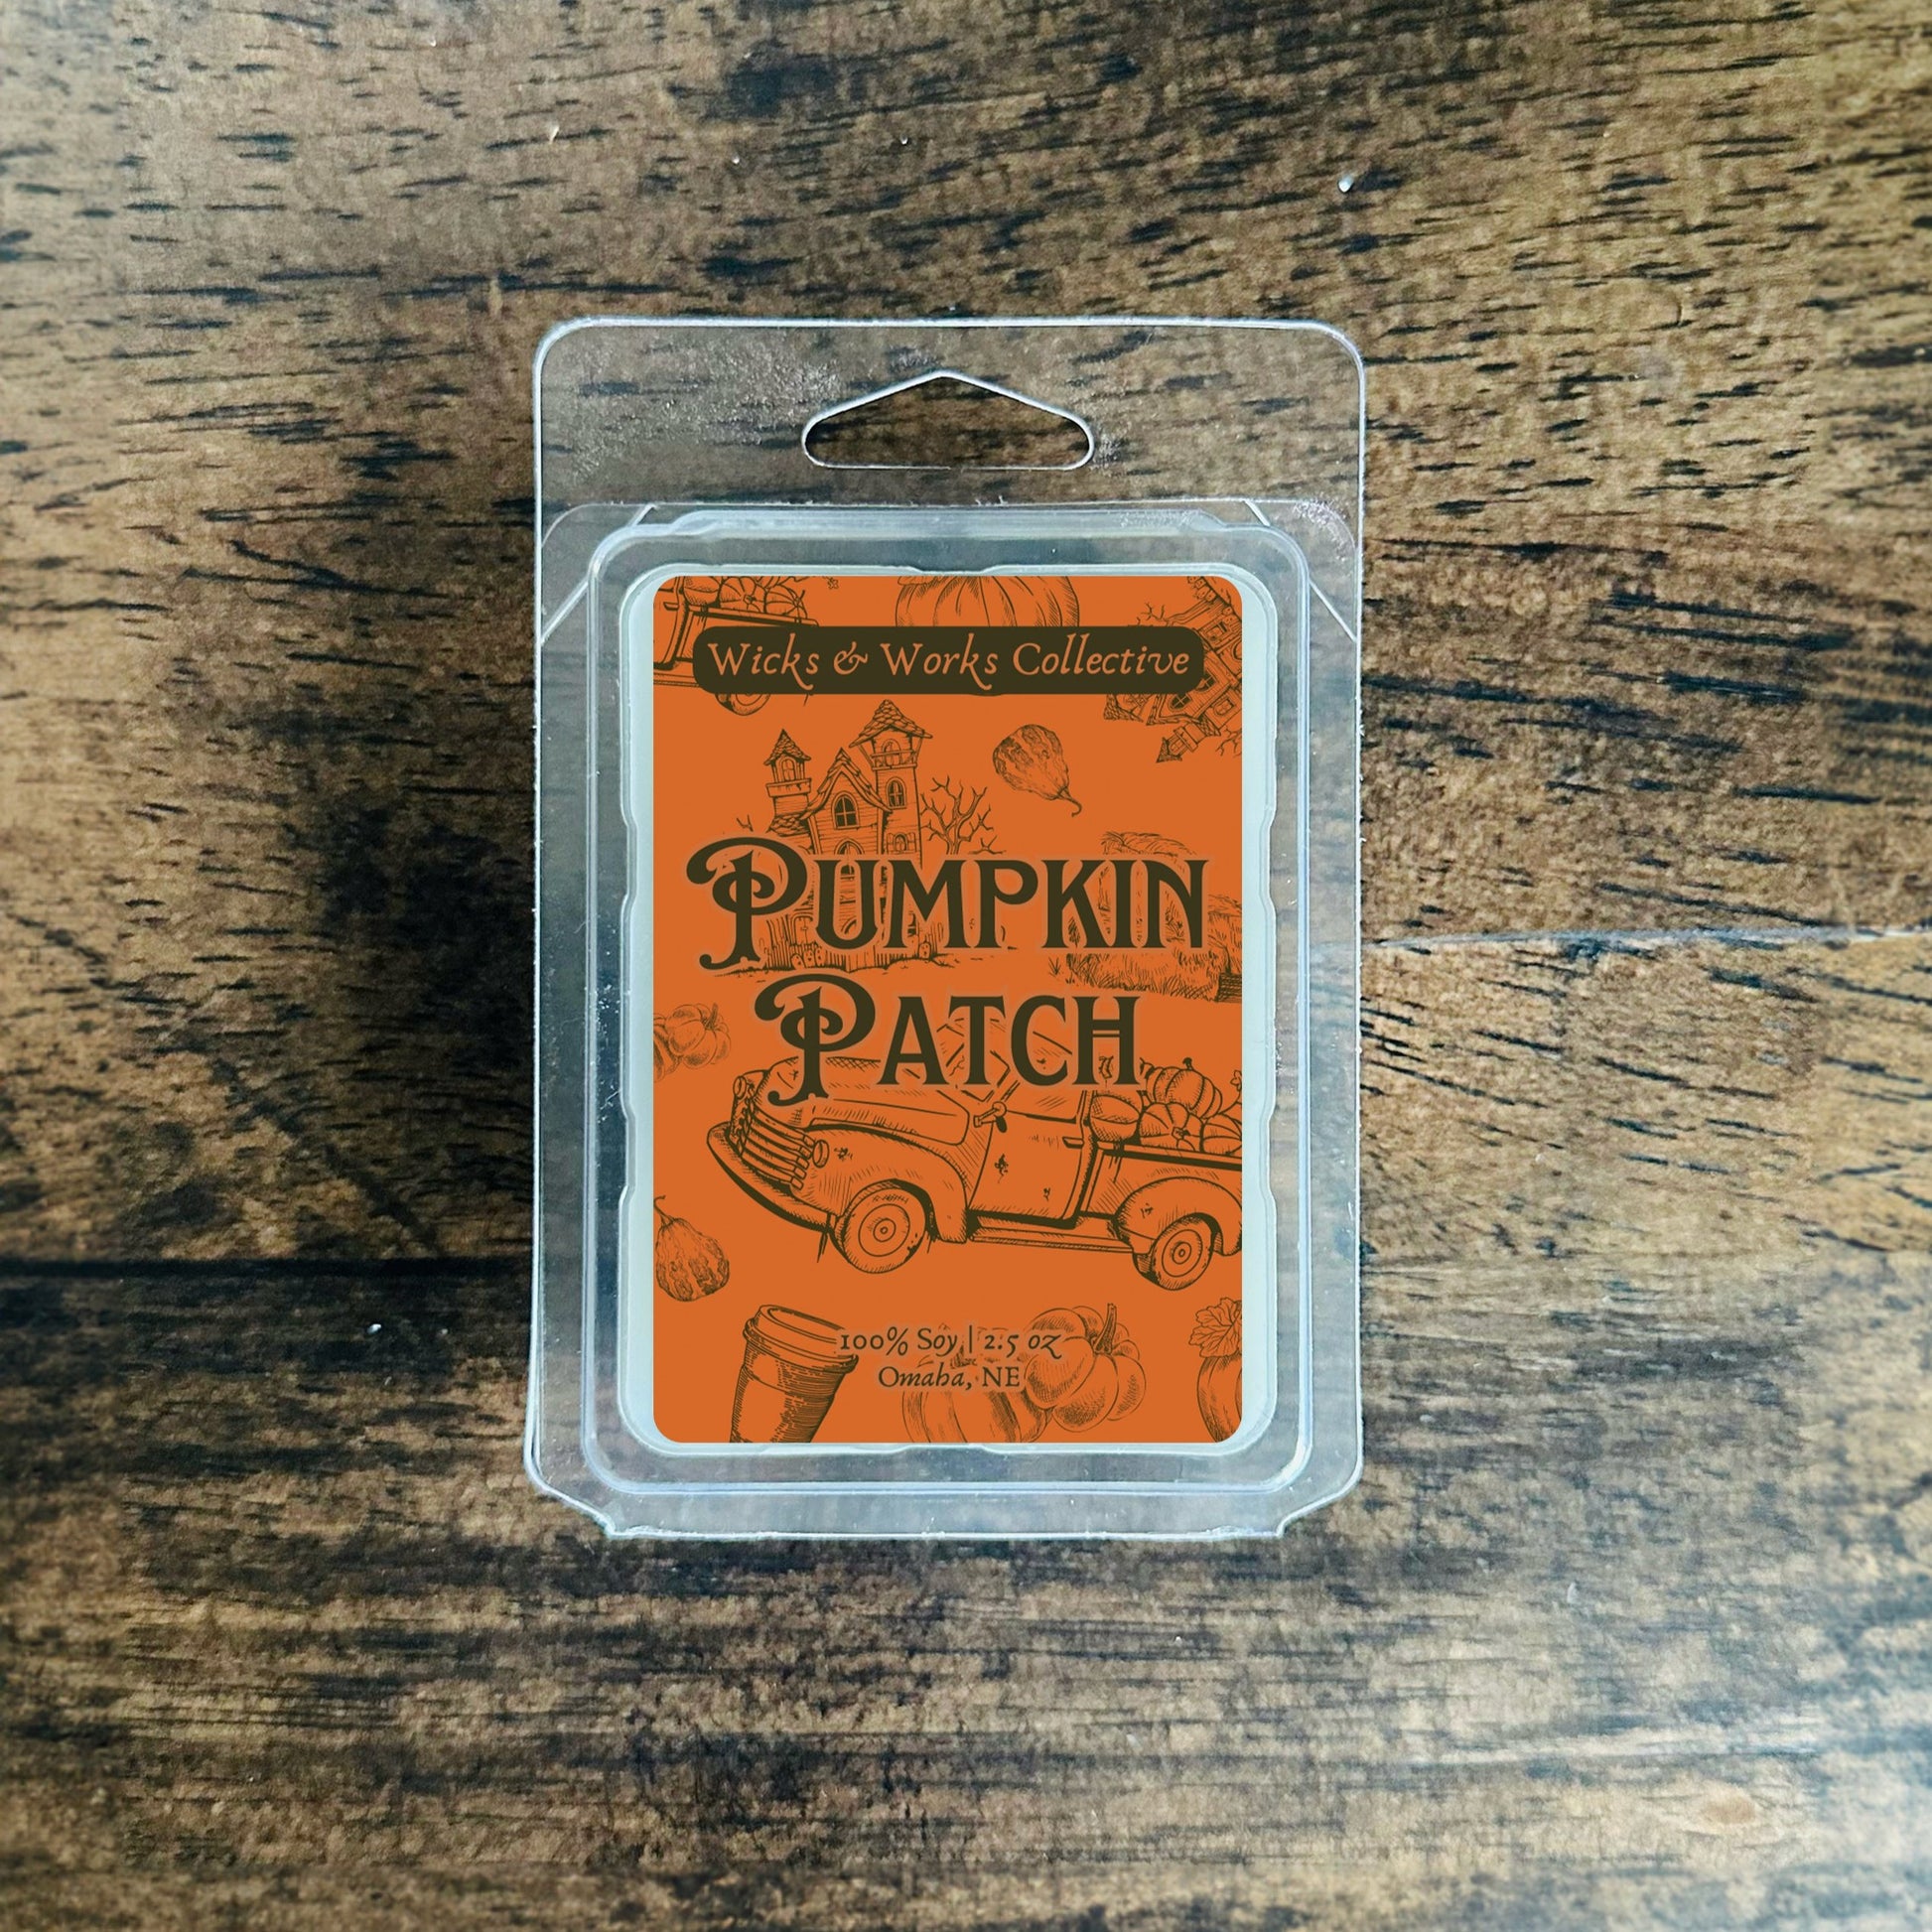 Wicks & Works Collective
Pumpkin
Patch
100% Soy | 2.5 oz
Omaha, NE